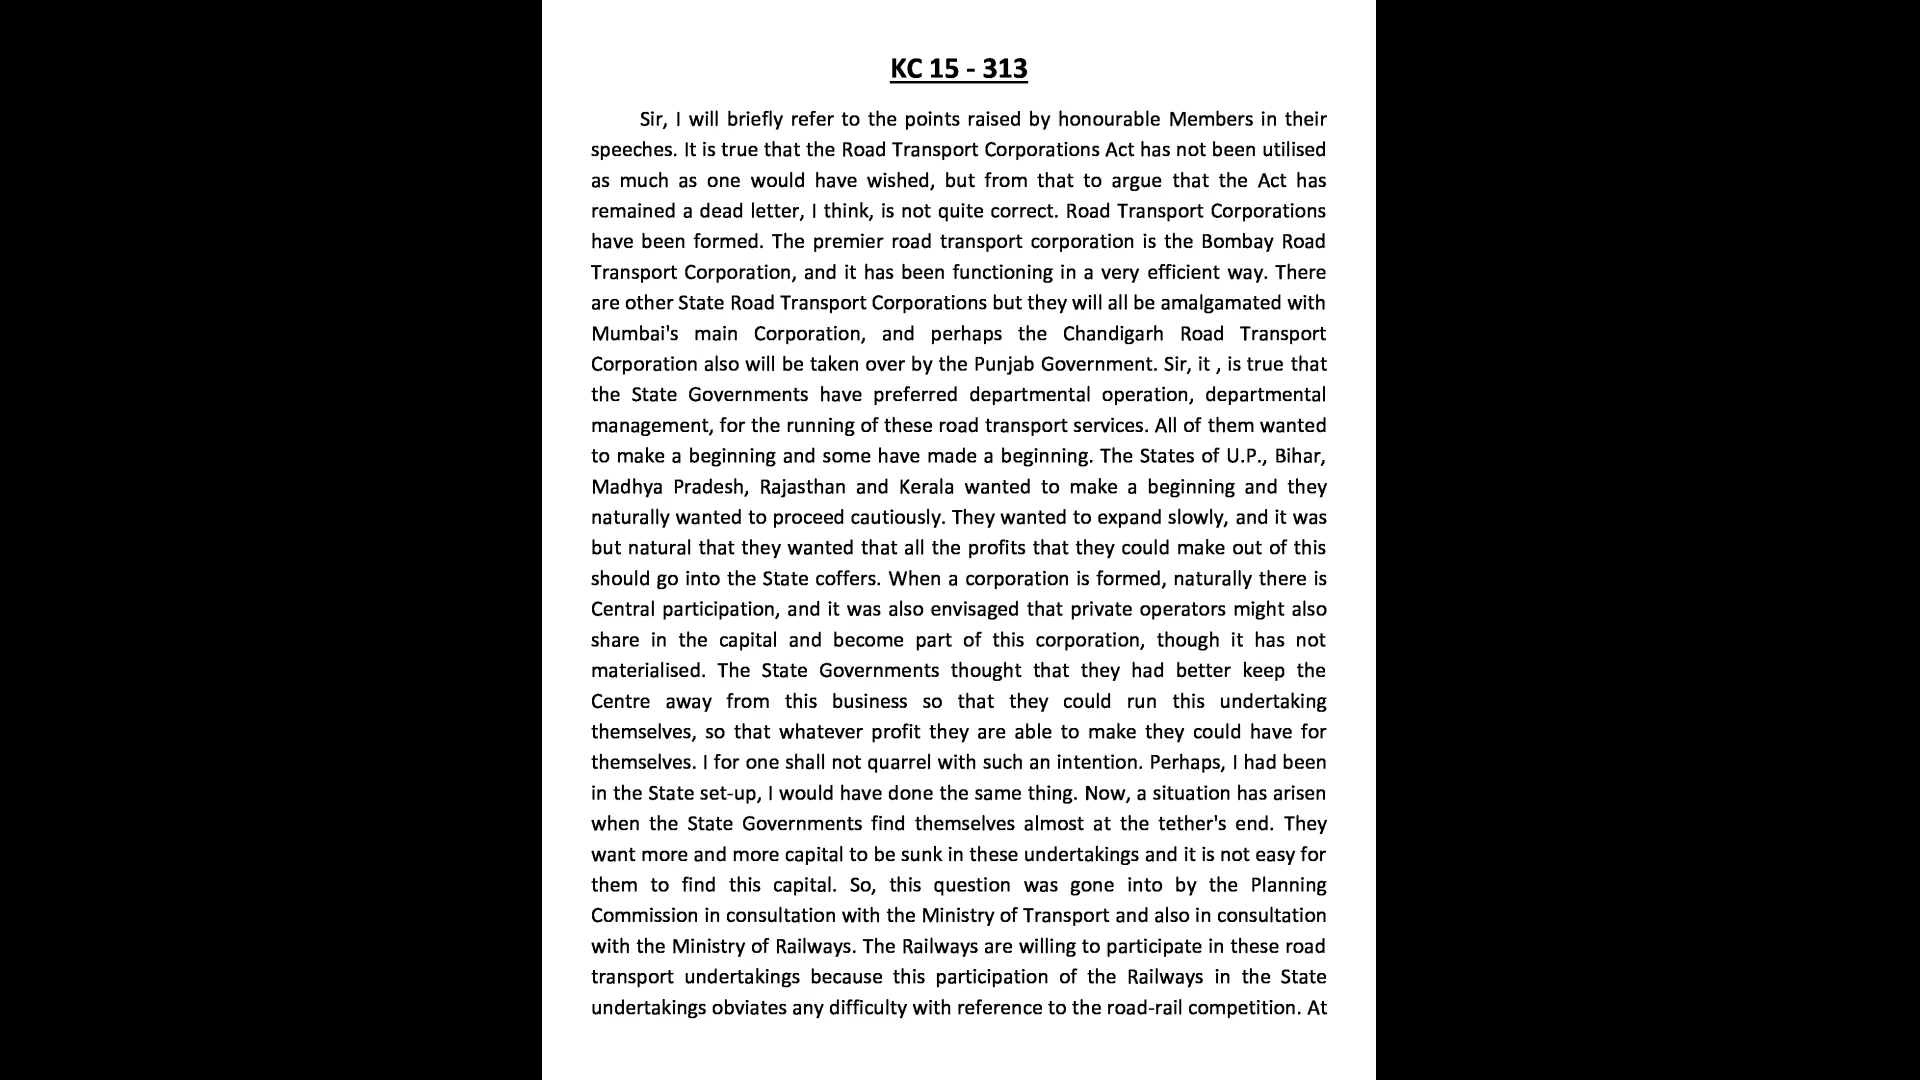 KC 15 - 313
Sir, I will briefly refer to the points raised by honourable Members in their
speeches. It is true that the Road Transport Corporations Act has not been utilised
as much as one would have wished, but from that to argue that the Act has
remained a dead letter, I think, is not quite correct. Road Transport Corporations
have been formed. The premier road transport corporation is the Bombay Road
Transport Corporation, and it has been functioning in a very efficient way. There
are other State Road Transport Corporations but they will all be amalgamated with
Mumbai's main Corporation, and perhaps the Chandigarh Road Transport
Corporation also will be taken over by the Punjab Government. Sir, it , is true that
the State Governments have preferred departmental operation, departmental
management, for the running of these road transport services. All of them wanted
to make a beginning and some have made a beginning. The States of U.P., Bihar,
Madhya Pradesh, Rajasthan and Kerala wanted to make a beginning and they
naturally wanted to proceed cautiously. They wanted to expand slowly, and it was
but natural that they wanted that all the profits that they could make out of this
should go into the State coffers. When a corporation is formed, naturally there is
Central participation, and it was also envisaged that private operators might also
share in the capital and become part of this corporation, though it has not
materialised. The State Governments thought that they had better keep the
Centre away from this business so that they could run this undertaking
themselves, so that whatever profit they are able to make they could have for
themselves. I for one shall not quarrel with such an intention. Perhaps, I had been
in the State set-up, I would have done the same thing. Now, a situation has arisen
when the State Governments find themselves almost at the tether's end. They
want more and more capital to be sunk in these undertakings and it is not easy for
them to find this capital. So, this question was gone into by the Planning
Commission in consultation with the Ministry of Transport and also in consultation
with the Ministry of Railways. The Railways are willing to participate in these road
transport undertakings because this participation of the Railways in the State
undertakings obviates any difficulty with reference to the road-rail competition. At